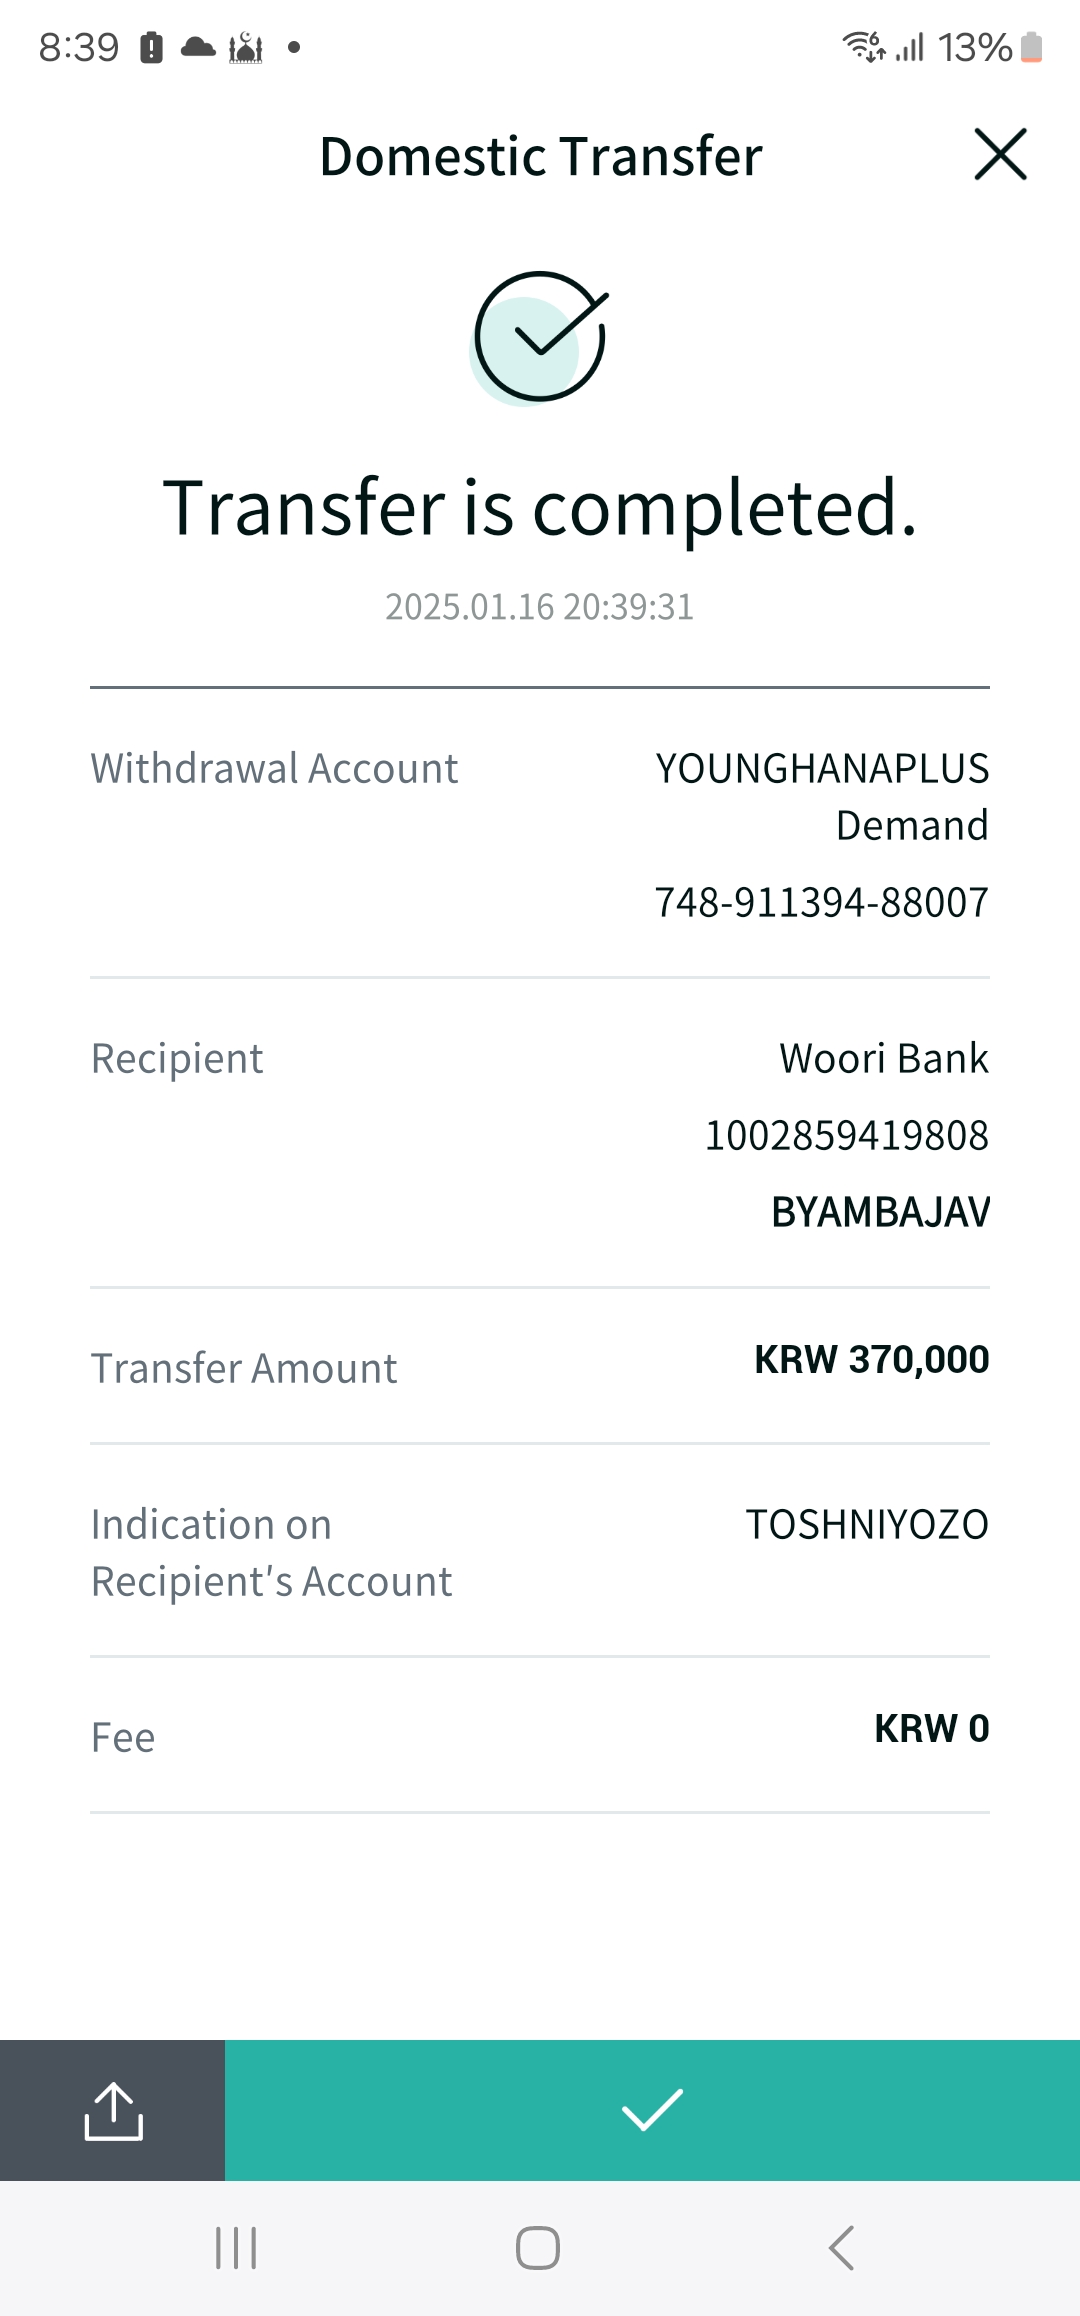 8:39
13%
Domestic Transfer
Transfer is completed.
2025.01.16 20:39:31
Withdrawal Account
YOUNGHANAPLUS
Demand
748-911394-88007
Recipient
Woori Bank
1002859419808
BYAMBAJAV
Transfer Amount
KRW 370,000
Indication on
Recipient's Account
TOSHNIYOZO
Fee
KRW 0